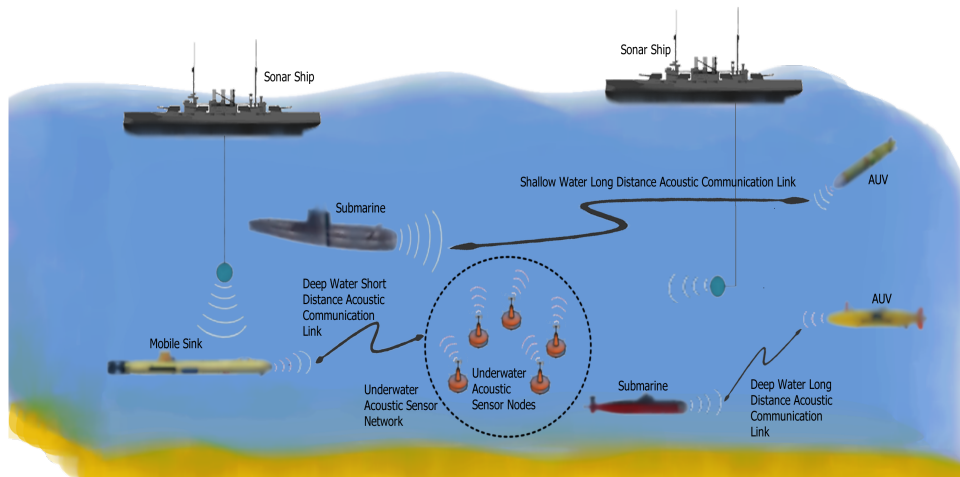 Sonar Ship
Sonar Ship
Shallow Water Long Distance Acoustic Communication Link
AUV
Submarine
Deep Water Short
Distance Acoustic
Communication
Link
AUV
Mobile Sink
Underwater
Acoustic Sensor
Network
Underwater
Acoustic
Sensor Nodes
Submarine
Deep Water Long
Distance Acoustic
Communication
Link